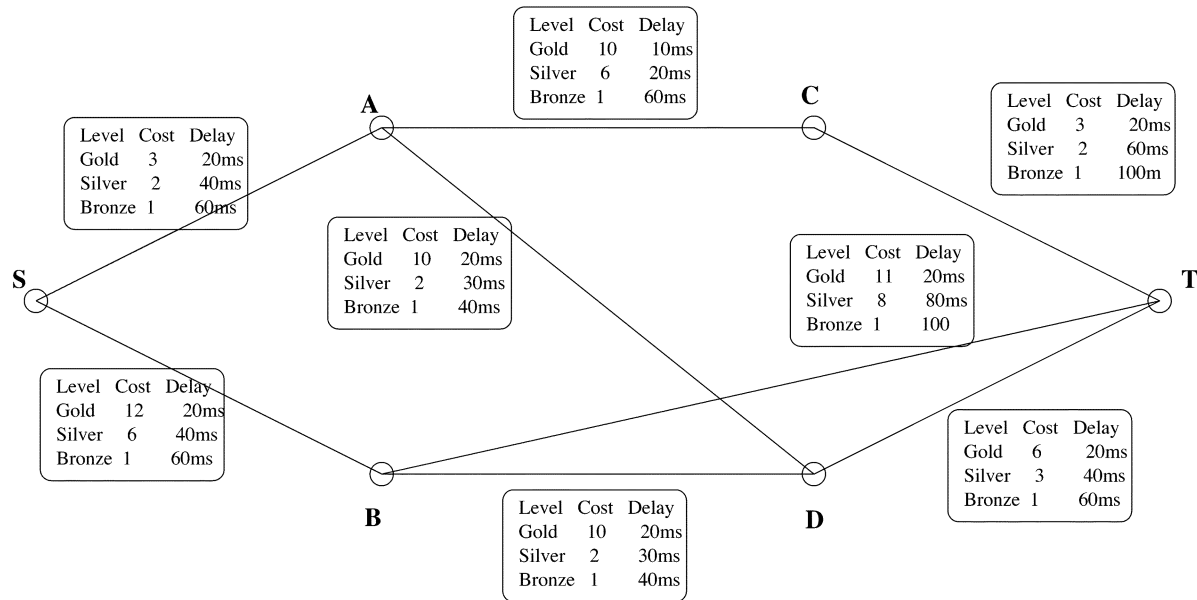 Level Cost Delay
Gold 10 10ms
Silver 6 20ms
Bronze 1 60ms
A
C
Level Cost Delay
Gold 3 20ms
Silver 2 60ms
Bronze 1 100m
Level Cost Delay
Gold 3 20ms
Silver 2 40ms
Bronze 1 60ms
Level Cost Delay
Gold 10 20ms
Silver 2 30ms
Bronze 1 40ms
Level Cost Delay
Gold 11 20ms
Silver 8 80ms
Bronze 1 100
S
T
Level Cost Delay
Gold 12 20ms
Silver 6 40ms
Bronze 1 60ms
Level Cost Delay
Gold 6 20ms
Silver 3 40ms
Bronze 1 60ms
B
D
Level Cost Delay
Gold 10 20ms
Silver 2 30ms
Bronze 1 40ms